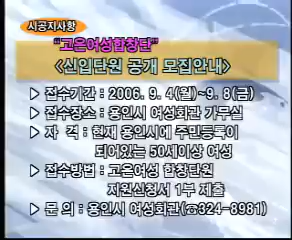 시공지사항
"고운여성합창단"
<신입단원 공개 모집안내>
▷ 접수기간 : 2006. 9. 4(월)~9. 8(금)
▷ 접수장소 : 용인시 여성회관 가무실
▷ 자 격 : 현재 용인시에 주민등록이
되어있는 50세이상 여성
▷ 접수방법 : 고운여성 합창단원
지원신청서 1부 제출
▷ 문 의 : 용인시 여성회관(☎324-8981)